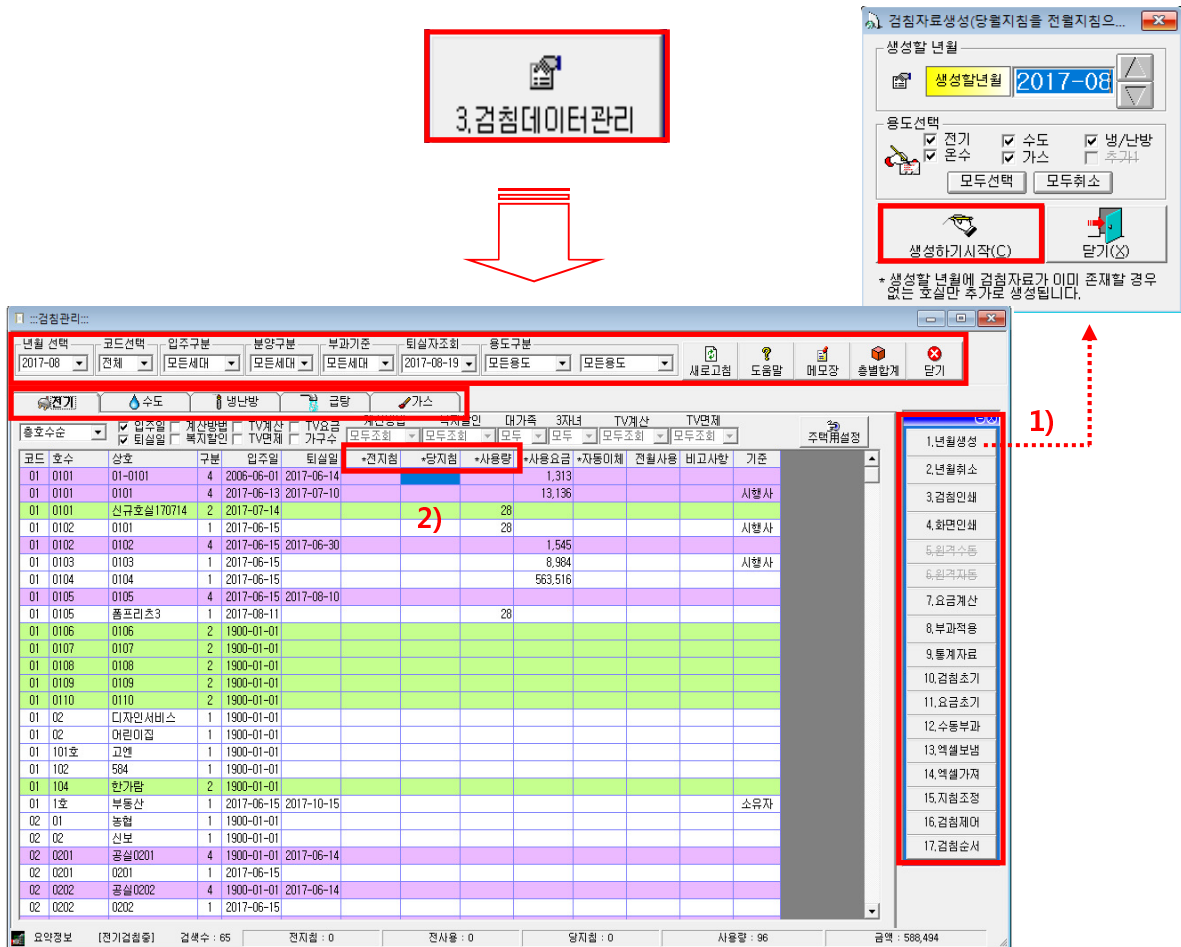 3.검침데이터관리
검침자료생성(당월지침을 전월지침으...
생성할 년월
생성할년월 2017-08
용도선택
전기 수도 냉/난방
온수 가스 추가1
모두선택 모두취소
생성하기시작(C) 닫기(X)
* 생성할 년월에 검침자료가 이미 존재할 경우
없는 호실만 추가로 생성됩니다.
:::검침관리:::
년월 선택 코드선택 입주구분 분양구분 부과기준 퇴실자조회 용도구분
2017-08 전체 모든세대 모든세대 모든세대 2017-08-19 모든용도 모든용도
새로고침 도움말 메모장 층별합계 닫기
전기 수도 냉난방 급탕 가스
층호수순 입주일 계산방법 TV계산 TV요금
퇴실일 복지할인 TV면제 가구수
대가족 3자녀 TV계산 TV면제
모두조회 모두조회 모두 모두 모두조회 모두조회
주택용설정
코드 호수 상호 구분 입주일 퇴실일 *전지침 *당지침 *사용량 *사용요금 *자동이체 전월사용 비고사항 기준
01 0101 01-0101 4 2006-06-01 2017-06-14 1,313
01 0101 0101 4 2017-06-13 2017-07-10 13,136 시행사
01 0101 신규호실170714 2 2017-07-14 28
01 0102 0101 1 2017-06-15 28 시행사
01 0102 0102 4 2017-06-15 2017-06-30 1,545
01 0103 0103 1 2017-06-15 8,984 시행사
01 0104 0104 1 2017-06-15 563,516
01 0105 0105 4 2017-06-15 2017-08-10
01 0105 폼프리츠3 1 2017-08-11 28
01 0106 0106 2 1900-01-01
01 0107 0107 2 1900-01-01
01 0108 0108 2 1900-01-01
01 0109 0109 2 1900-01-01
01 0110 0110 2 1900-01-01
01 02 디자인서비스 1 1900-01-01
01 02 어린이집 1 1900-01-01
01 101호 고엔 1 1900-01-01
01 102 584 1 1900-01-01
01 104 한가람 2 1900-01-01
01 1호 부동산 1 2017-06-15 2017-10-15 소유자
02 01 농협 1 1900-01-01
02 02 신보 1 1900-01-01
02 0201 공실0201 4 1900-01-01 2017-06-14
02 0201 0201 1 2017-06-15
02 0202 공실0202 4 1900-01-01 2017-06-14
02 0202 0202 1 2017-06-15
2)
1)
1.년월생성
2.년월취소
3.검침인쇄
4.화면인쇄
5.원격수동
6.원격자동
7.요금계산
8.부과적용
9.통계자료
10.검침초기
11.요금초기
12.수동부과
13.엑셀보냄
14.엑셀가져
15.지침조정
16.검침제어
17.검침순서
요약정보 [전기검침중] 검색수 : 65 전지침 : 0 전사용 : 0 당지침 : 0 사용량 : 96 금액 : 588,494